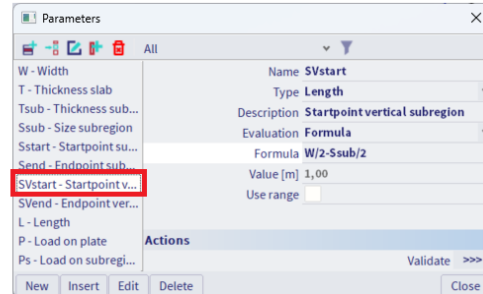 Parameters
All
W - Width
T - Thickness slab
Tsub - Thickness sub...
Ssub - Size subregion
Sstart - Startpoint su...
Send - Endpoint sub...
SVstart - Startpoint v...
SVend - Endpoint ver...
L - Length
P - Load on plate
Ps - Load on subregi...
Name SVstart
Type Length
Description Startpoint vertical subregion
Evaluation Formula
Formula W/2-Ssub/2
Value [m] 1,00
Use range
Actions
Validate >>>
New Insert Edit Delete Close